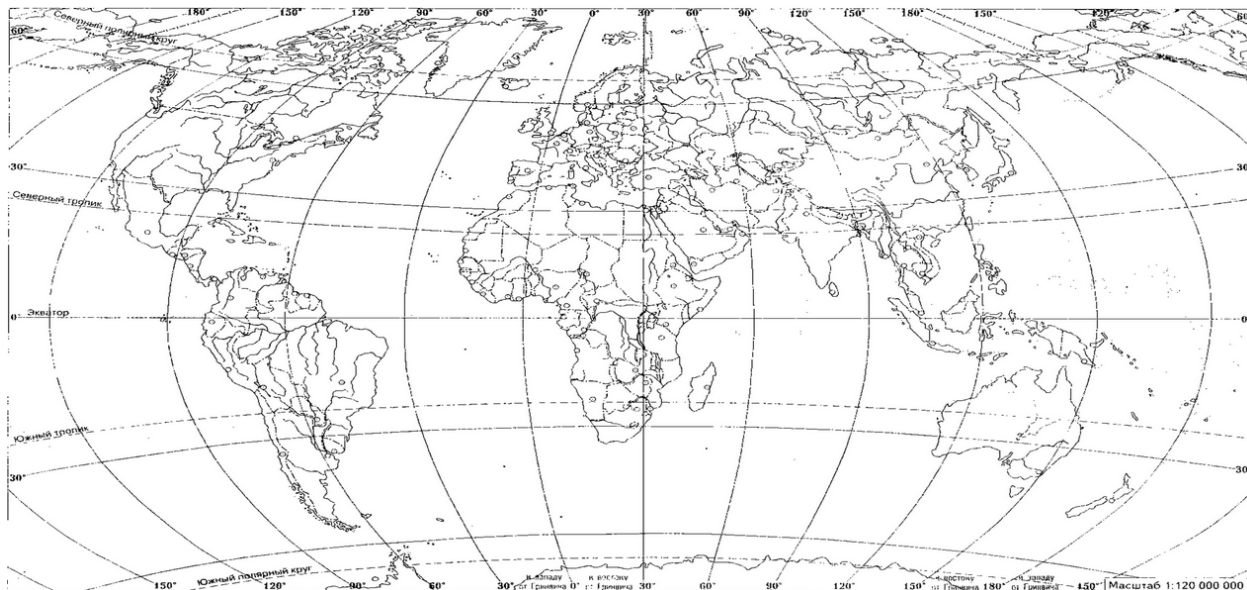 180° 150° 120° 90° 60° 30° 0° 30° 60° 90° 120° 150° 180° 150° 120°
Северный полярный круг
60° 60
30° 30°
Северный тропик
Экватор
0° 0
Южный тропик
30° 30°
Южный полярный круг
к западу к востоку к востоку к западу
от Гринвича от Гринвича от Гринвича от Гринвича
150° 120° 90° 60° 30° 0° 30° 60° 90° 120° 150° 180° 150°
Масштаб 1:120 000 000